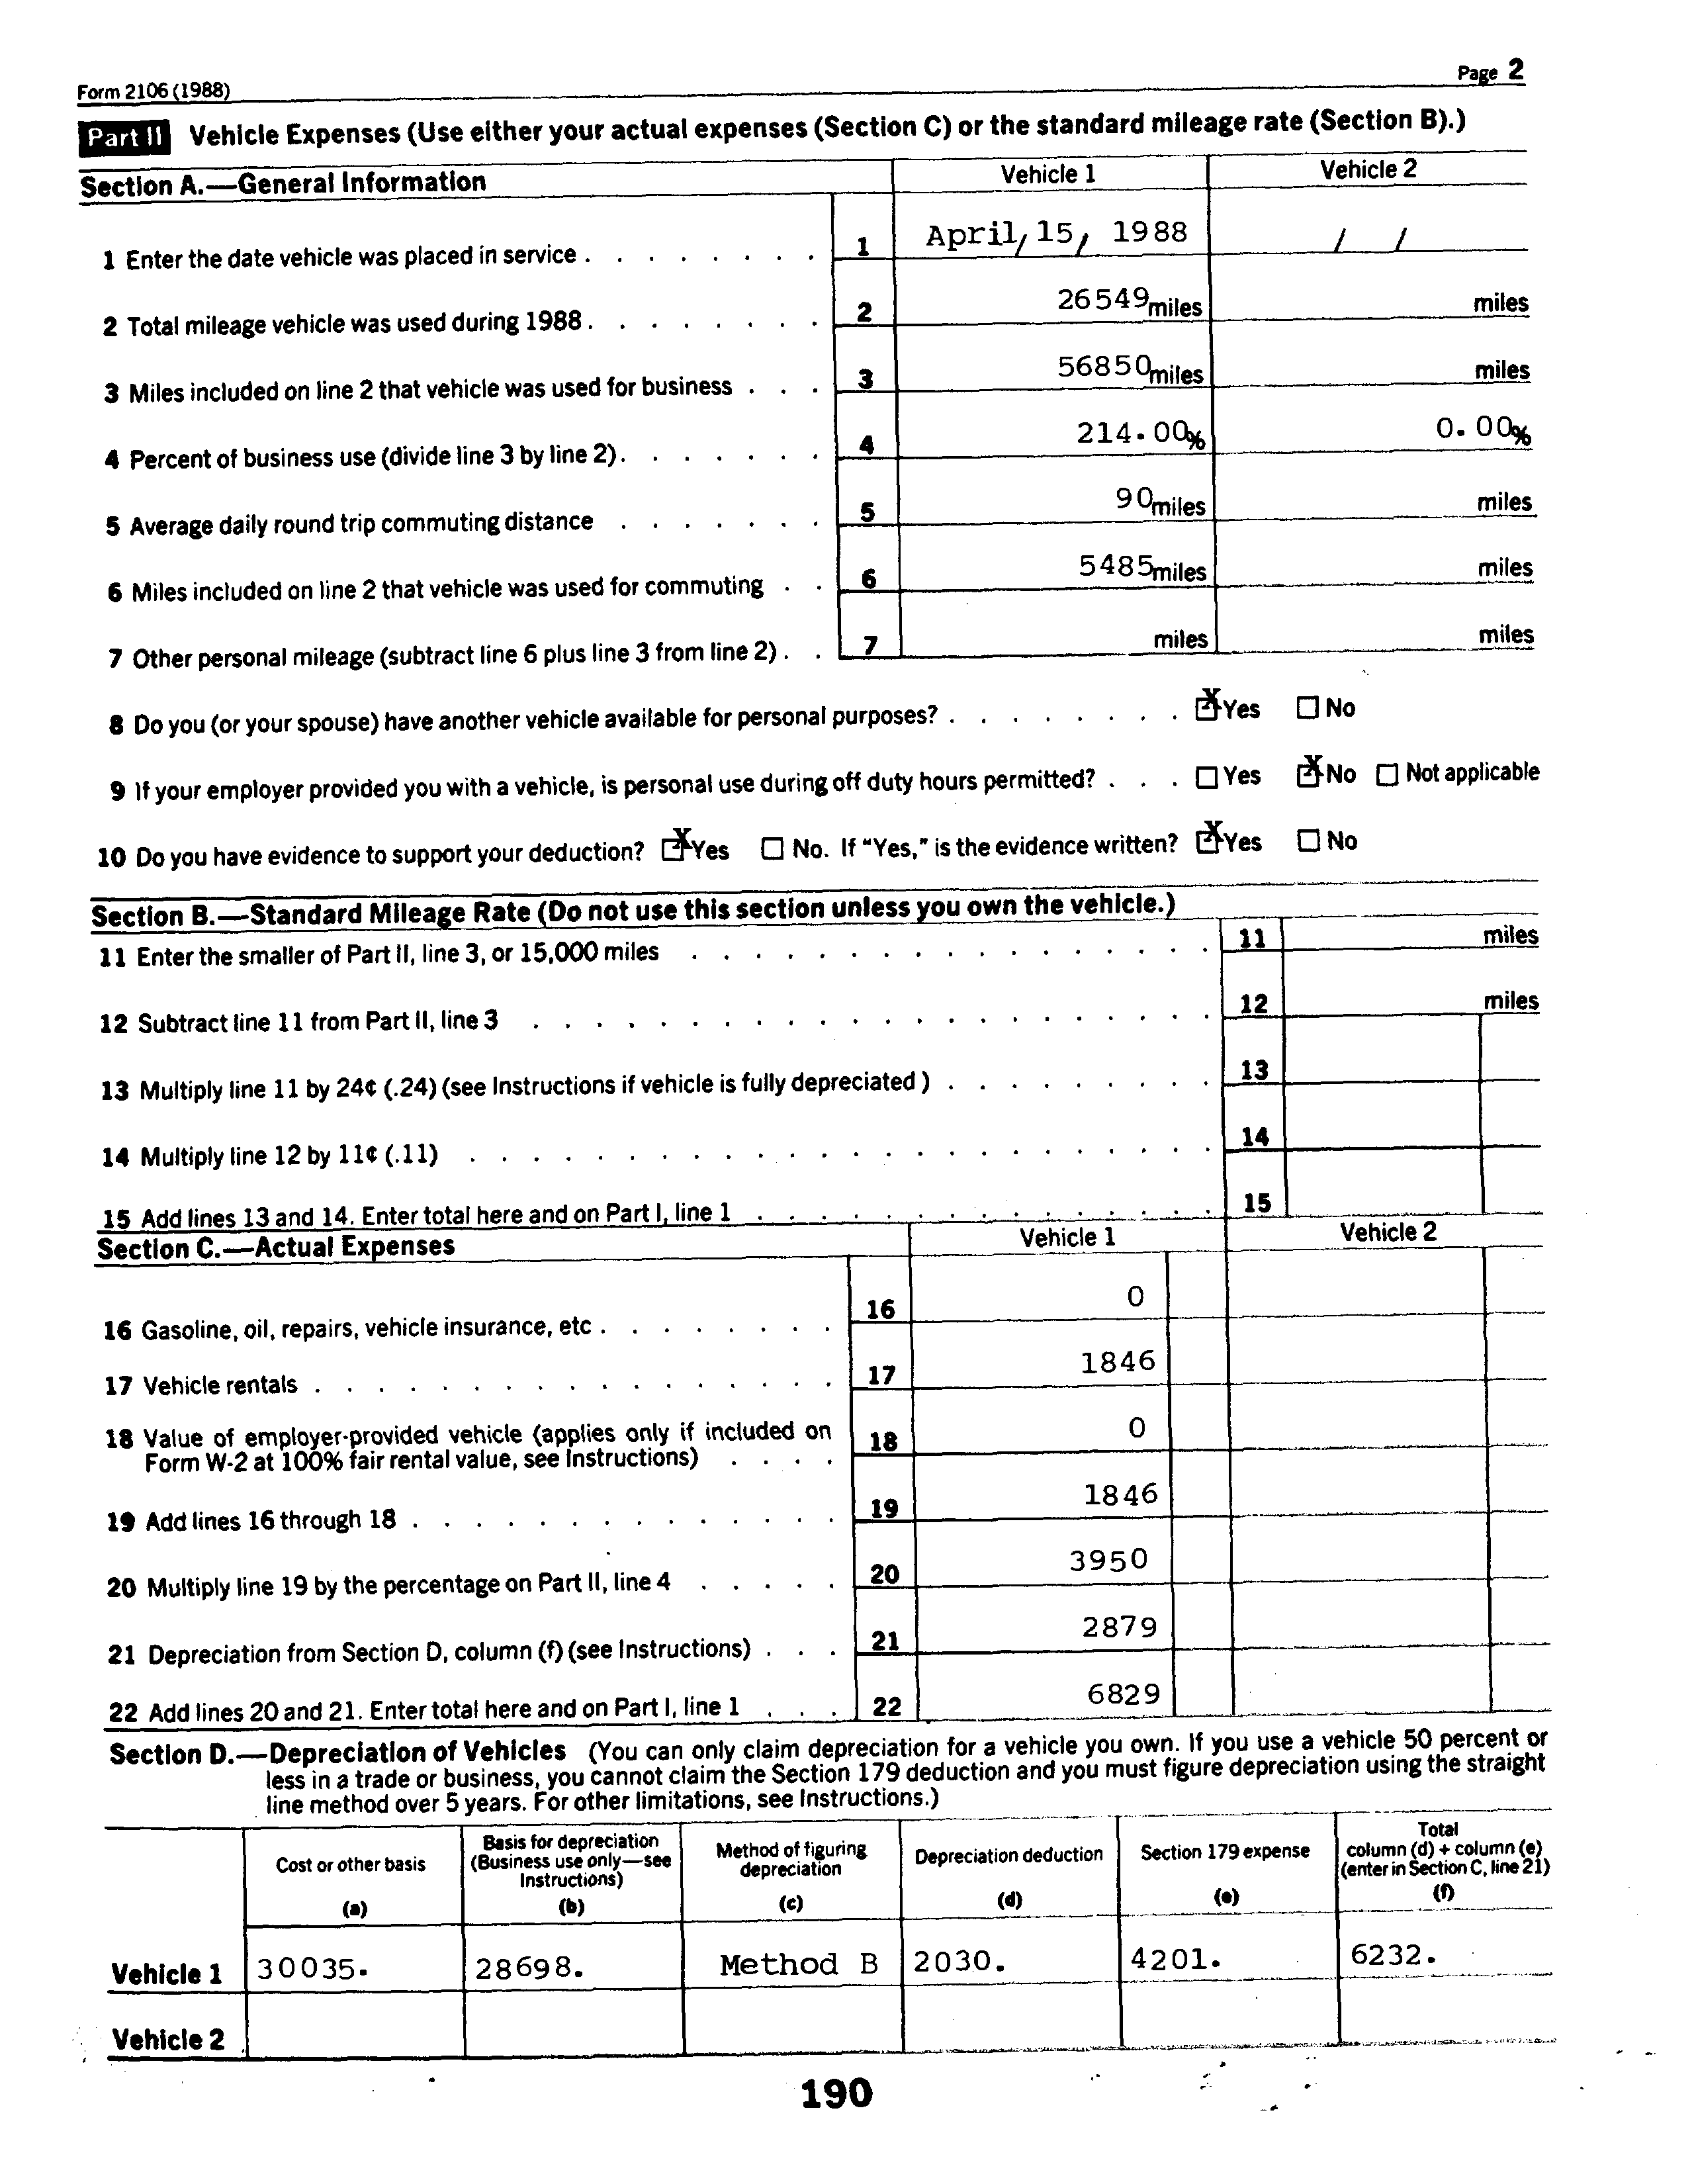 Form 2106 (1988) Page 2
Part II Vehicle Expenses (Use either your actual expenses (Section C) or the standard mileage rate (Section B).)
Section A.—General Information Vehicle 1 Vehicle 2
1 Enter the date vehicle was placed in service . . . . . . . . 1 April/15/ 1988 / /
2 Total mileage vehicle was used during 1988 . . . . . . . . 2 26549 miles miles
3 Miles included on line 2 that vehicle was used for business . . . 3 56850 miles miles
4 Percent of business use (divide line 3 by line 2) . . . . . . . 4 214.00% 0.00%
5 Average daily round trip commuting distance . . . . . . . 5 90 miles miles
6 Miles included on line 2 that vehicle was used for commuting . . 6 5485 miles miles
7 Other personal mileage (subtract line 6 plus line 3 from line 2) . . 7 miles miles
8 Do you (or your spouse) have another vehicle available for personal purposes? . . . . . . . . X Yes No
9 If your employer provided you with a vehicle, is personal use during off duty hours permitted? . . . Yes X No Not applicable
10 Do you have evidence to support your deduction? X Yes No. If "Yes," is the evidence written? X Yes No
Section B.—Standard Mileage Rate (Do not use this section unless you own the vehicle.)
11 Enter the smaller of Part II, line 3, or 15,000 miles . . . . . . . . . . . . . . . . . 11 miles
12 Subtract line 11 from Part II, line 3 . . . . . . . . . . . . . . . . . . . . . . 12 miles
13 Multiply line 11 by 24¢ (.24) (see Instructions if vehicle is fully depreciated) . . . . . . . . . 13
14 Multiply line 12 by 11¢ (.11) . . . . . . . . . . . . . . . . . . . . . . . . 14
15 Add lines 13 and 14. Enter total here and on Part I, line 1 . . . . . . . . . . . . . . . 15
Section C.—Actual Expenses Vehicle 1 Vehicle 2
16 Gasoline, oil, repairs, vehicle insurance, etc . . . . . . . . 16 0
17 Vehicle rentals . . . . . . . . . . . . . . . . . 17 1846
18 Value of employer-provided vehicle (applies only if included on
Form W-2 at 100% fair rental value, see Instructions) . . . . 18 0
19 Add lines 16 through 18 . . . . . . . . . . . . . . 19 1846
20 Multiply line 19 by the percentage on Part II, line 4 . . . . . 20 3950
21 Depreciation from Section D, column (f) (see Instructions) . . . 21 2879
22 Add lines 20 and 21. Enter total here and on Part I, line 1 . . . 22 6829
Section D.—Depreciation of Vehicles (You can only claim depreciation for a vehicle you own. If you use a vehicle 50 percent or
less in a trade or business, you cannot claim the Section 179 deduction and you must figure depreciation using the straight
line method over 5 years. For other limitations, see Instructions.)
Cost or other basis (a)
Basis for depreciation (Business use only—see Instructions) (b)
Method of figuring depreciation (c)
Depreciation deduction (d)
Section 179 expense (e)
Total column (d) + column (e) (enter in Section C, line 21) (f)
Vehicle 1 30035. 28698. Method B 2030. 4201. 6232.
Vehicle 2
190